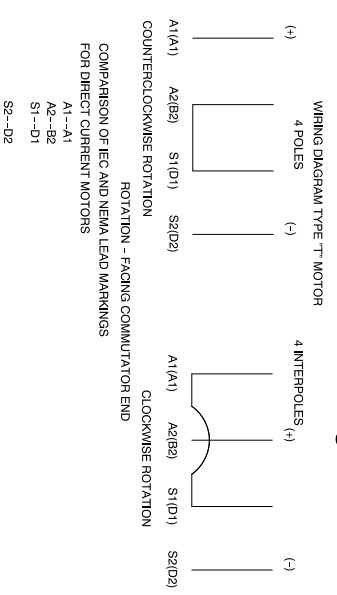 WIRING DIAGRAM TYPE "T" MOTOR
4 POLES 4 INTERPOLES
(+) (−) (+) (−)
A1(A1) A2(B2) S1(D1) S2(D2) A1(A1) A2(B2) S1(D1) S2(D2)
COUNTERCLOCKWISE ROTATION CLOCKWISE ROTATION
ROTATION - FACING COMMUTATOR END
COMPARISON OF IEC AND NEMA LEAD MARKINGS
FOR DIRECT CURRENT MOTORS
A1--A1
A2--B2
S1--D1
S2--D2